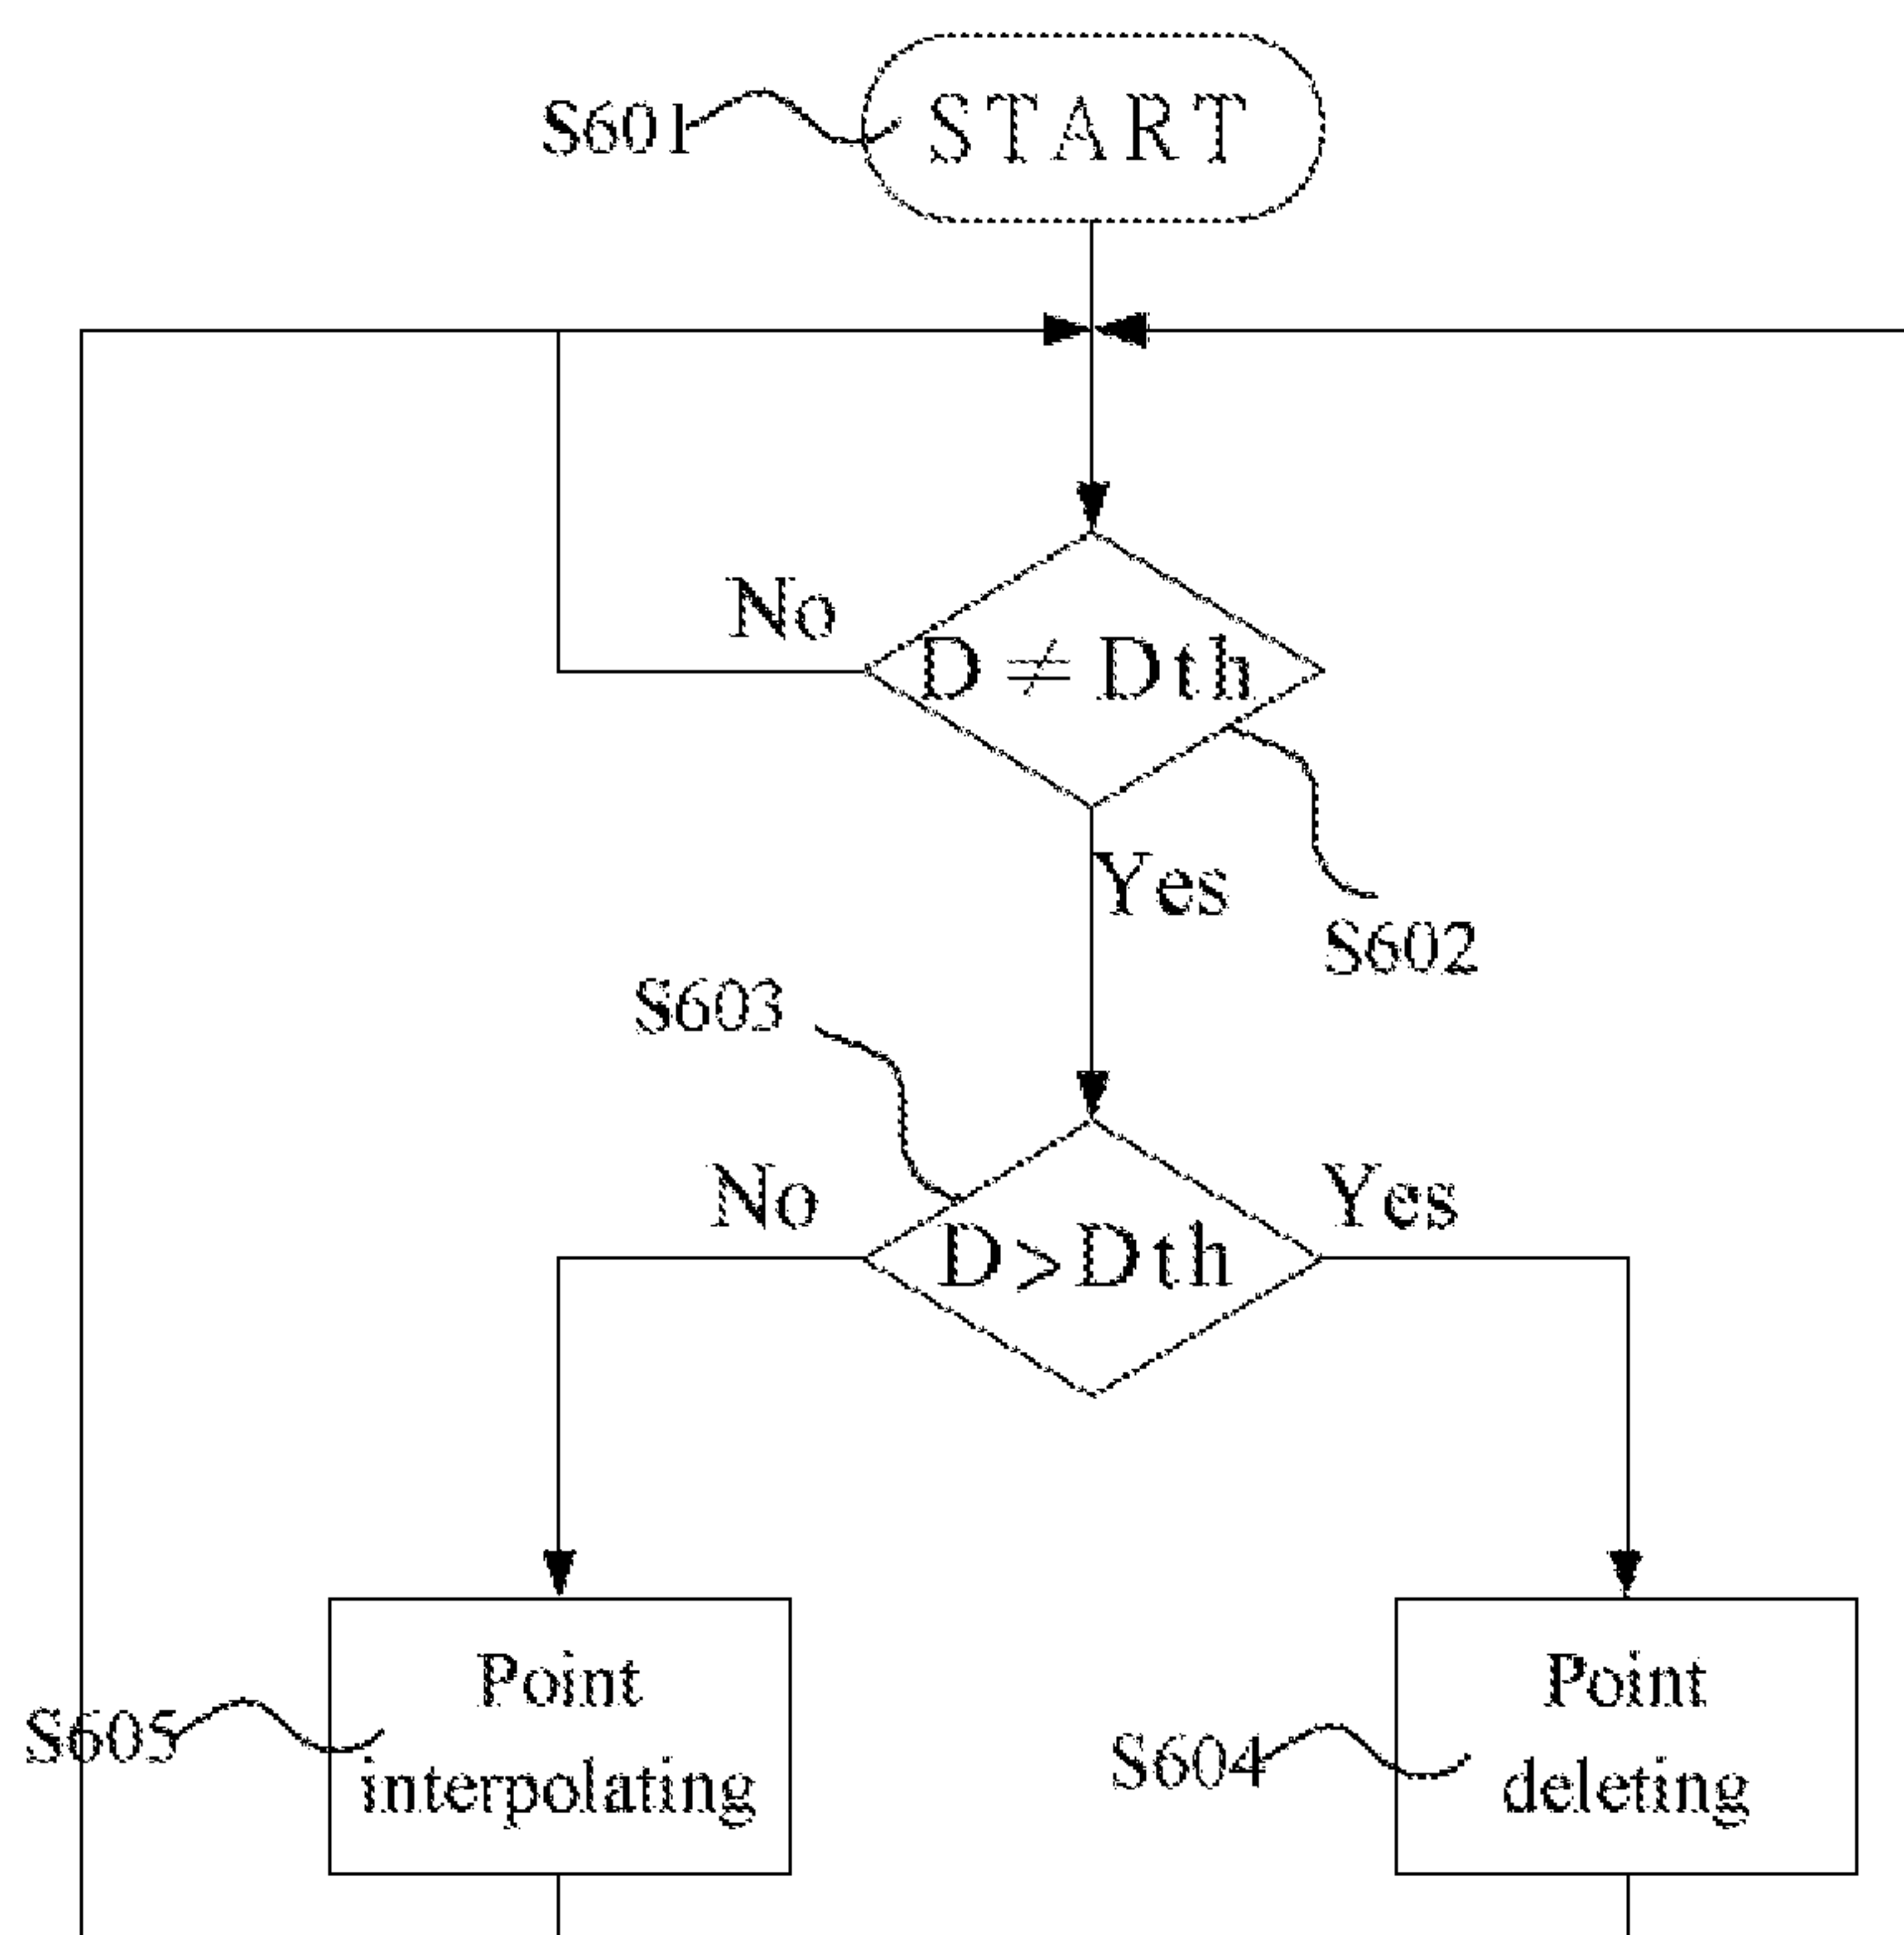 S601
START
No
D ≠ Dth
Yes
S602
S603
No
Yes
D>Dth
Point
interpolating
S605
Point
deleting
S604